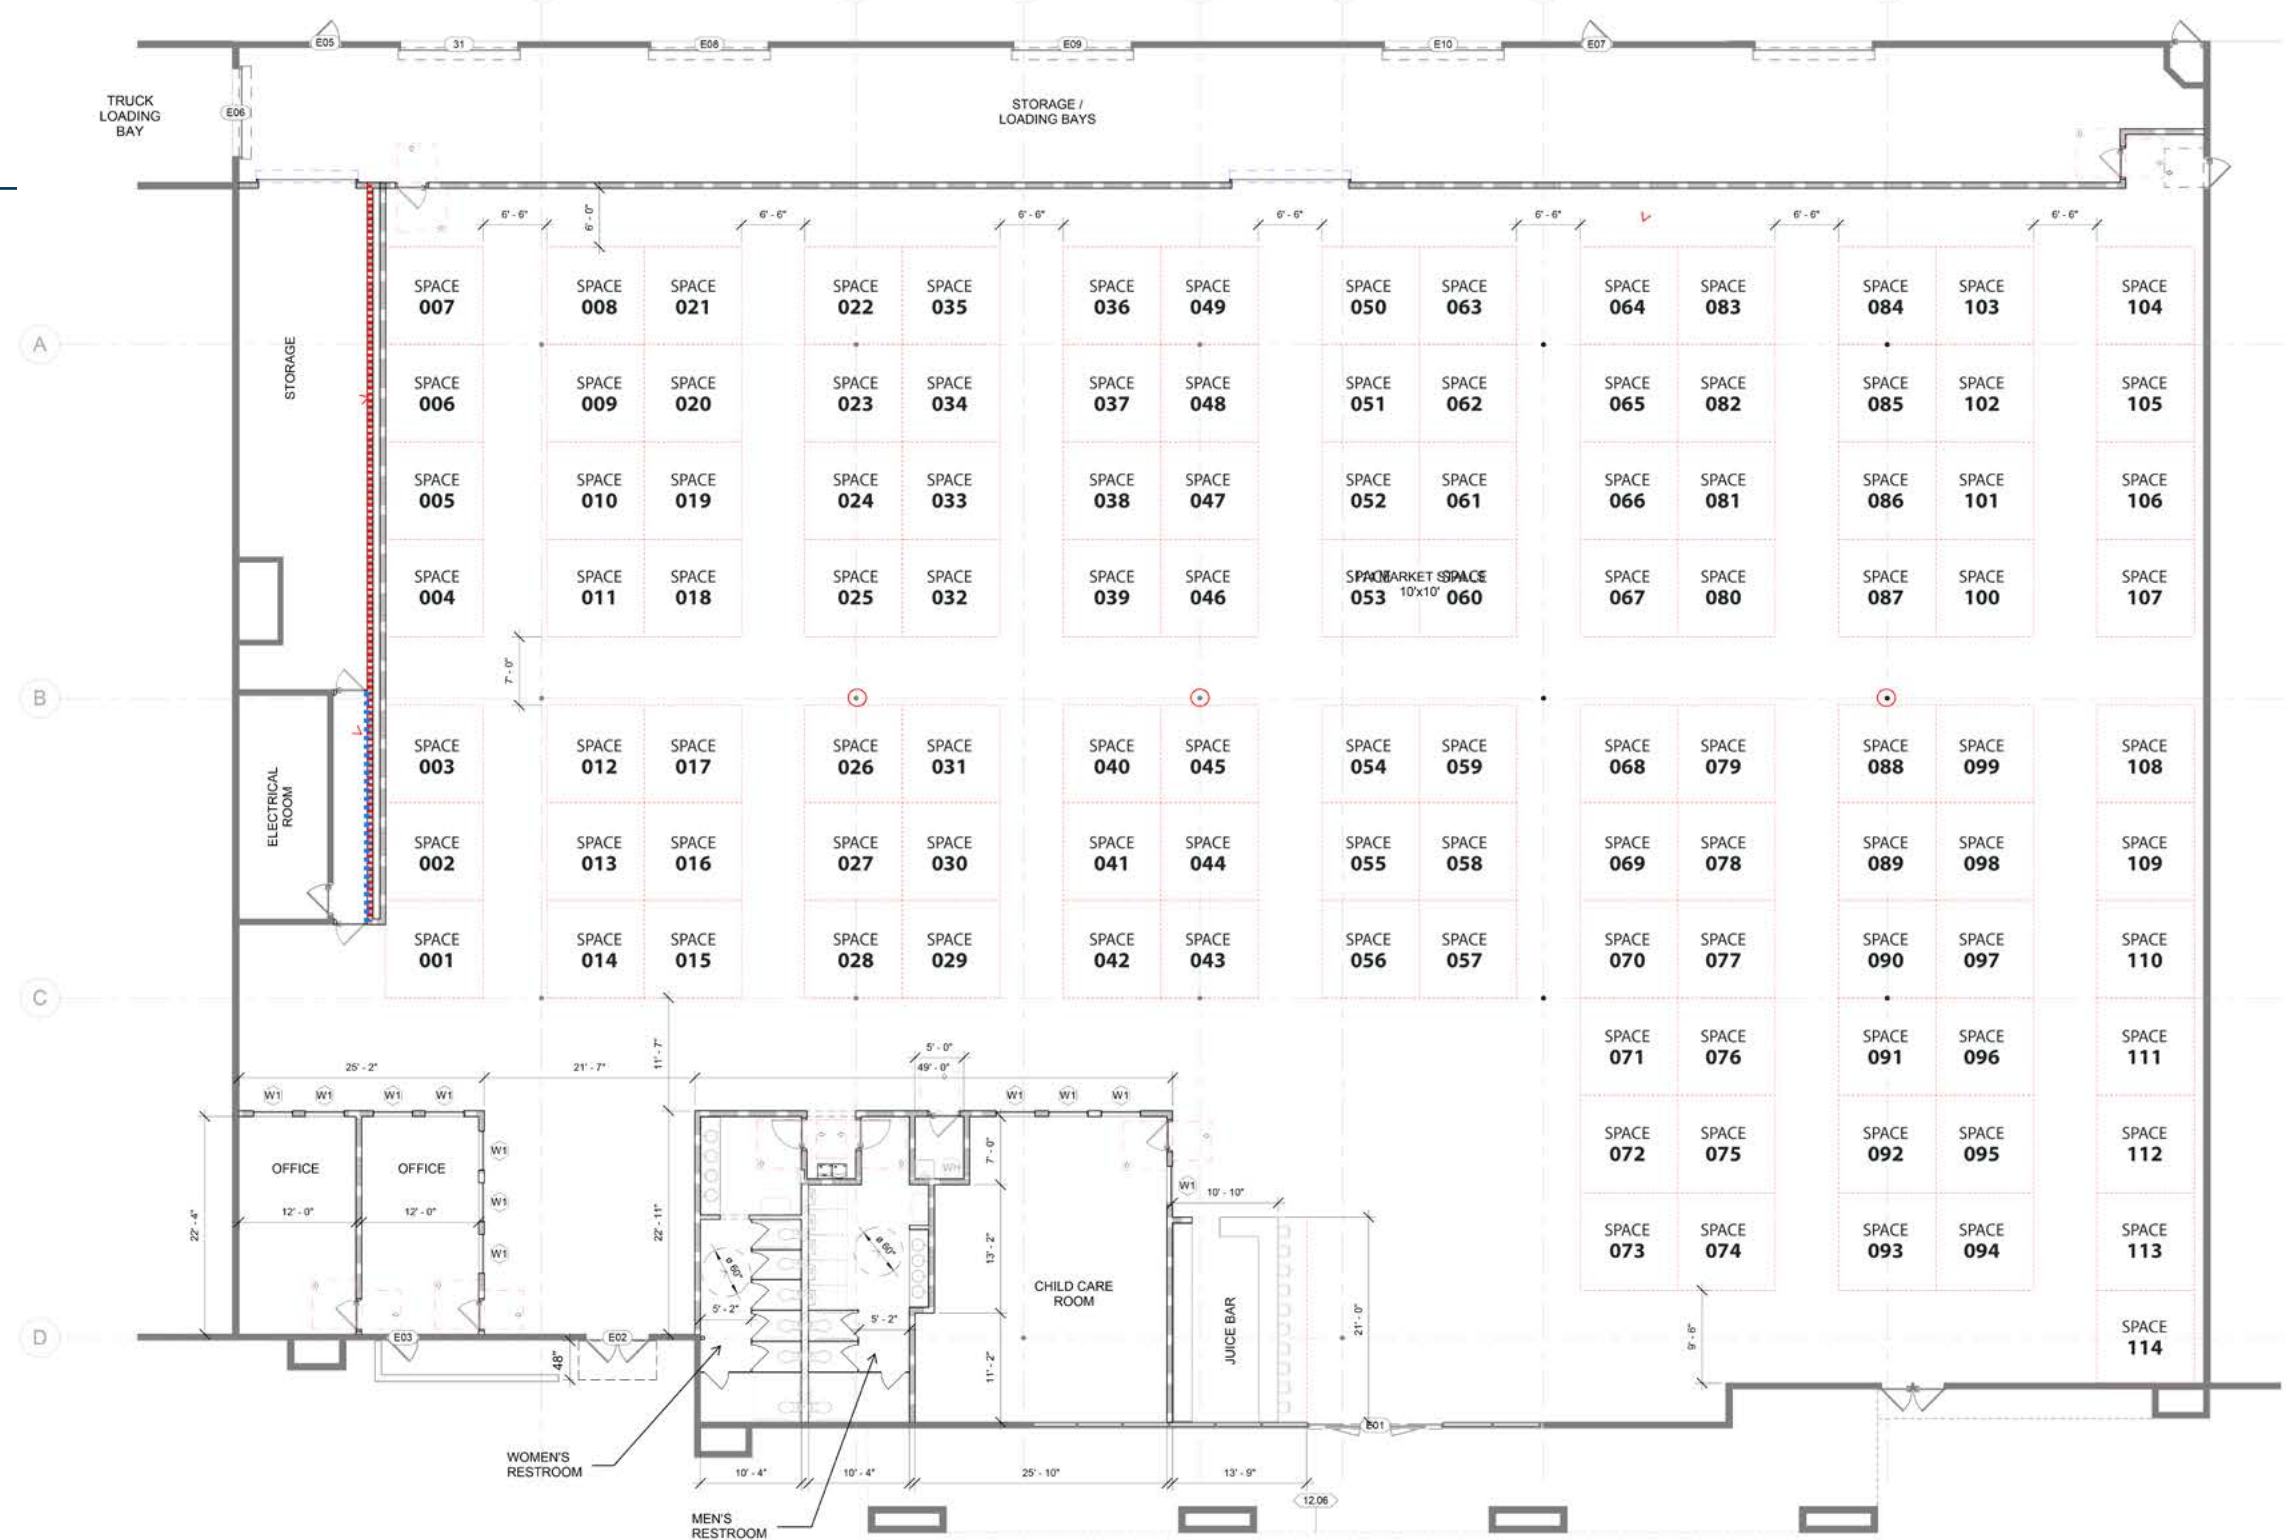 E05
31
E08
E09
E10
E07
TRUCK
LOADING
BAY
E06
STORAGE /
LOADING BAYS
6' - 6"
6' - 0"
6' - 6"
6' - 6"
6' - 6"
6' - 6"
6' - 6"
6' - 6"
SPACE SPACE SPACE SPACE SPACE SPACE SPACE SPACE SPACE SPACE SPACE SPACE SPACE SPACE
007 008 021 022 035 036 049 050 063 064 083 084 103 104
A
STORAGE
SPACE SPACE SPACE SPACE SPACE SPACE SPACE SPACE SPACE SPACE SPACE SPACE SPACE SPACE
006 009 020 023 034 037 048 051 062 065 082 085 102 105
SPACE SPACE SPACE SPACE SPACE SPACE SPACE SPACE SPACE SPACE SPACE SPACE SPACE SPACE
005 010 019 024 033 038 047 052 061 066 081 086 101 106
SPACE SPACE SPACE SPACE SPACE SPACE SPACE SPACE MARKET SPACE SPACE SPACE SPACE SPACE SPACE
004 011 018 025 032 039 046 053 10'x10' 060 067 080 087 100 107
7' - 0"
B
SPACE SPACE SPACE SPACE SPACE SPACE SPACE SPACE SPACE SPACE SPACE SPACE SPACE SPACE
003 012 017 026 031 040 045 054 059 068 079 088 099 108
ELECTRICAL
ROOM
SPACE SPACE SPACE SPACE SPACE SPACE SPACE SPACE SPACE SPACE SPACE SPACE SPACE SPACE
002 013 016 027 030 041 044 055 058 069 078 089 098 109
SPACE SPACE SPACE SPACE SPACE SPACE SPACE SPACE SPACE SPACE SPACE SPACE SPACE SPACE
001 014 015 028 029 042 043 056 057 070 077 090 097 110
C
SPACE SPACE SPACE SPACE SPACE
071 076 091 096 111
11' - 7"
5' - 0"
25' - 2"
21' - 7"
49' - 0"
W1
W1
W1
W1
W1
W1
W1
SPACE SPACE SPACE SPACE SPACE
072 075 092 095 112
W1
7' - 0"
OFFICE
OFFICE
WH
W1
10' - 10"
W1
12' - 0"
12' - 0"
22' - 4"
22' - 11"
SPACE SPACE SPACE SPACE SPACE
073 074 093 094 113
W1
13' - 2"
ø 60"
ø 60"
CHILD CARE
ROOM
5' - 2"
5' - 2"
JUICE BAR
21' - 0"
9' - 6"
SPACE
114
D
E03
E02
48"
11' - 2"
E01
WOMEN'S
RESTROOM
10' - 4"
10' - 4"
25' - 10"
13' - 9"
12.06
MEN'S
RESTROOM